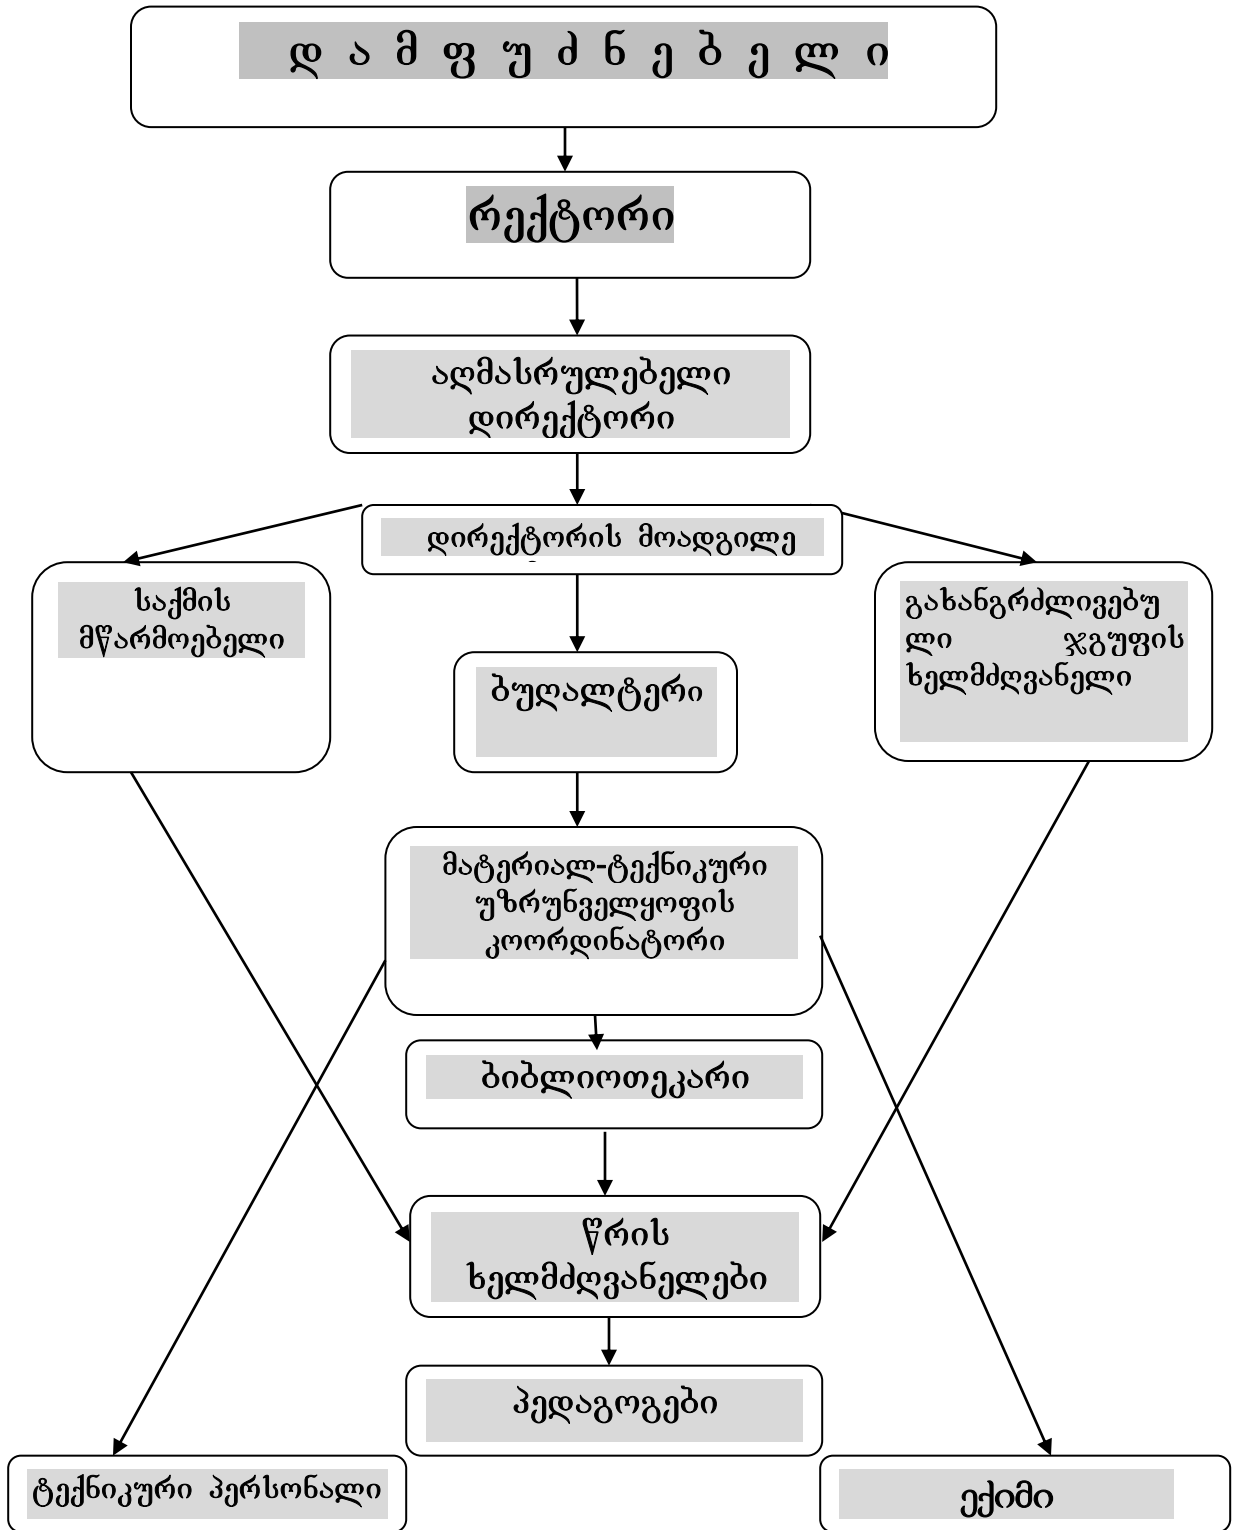 დ ა მ ფ უ ძ ნ ე ბ ე ლ ი
რექტორი
აღმასრულებელი
დირექტორი
დირექტორის მოადგილე
საქმის
მწარმოებელი
გახანგრძლივებუ
ლი ჯგუფის
ხელმძღვანელი
ბუღალტერი
მატერიალ-ტექნიკური
უზრუნველყოფის
კოორდინატორი
ბიბლიოთეკარი
წრის
ხელმძღვანელები
პედაგოგები
ტექნიკური პერსონალი
ექიმი